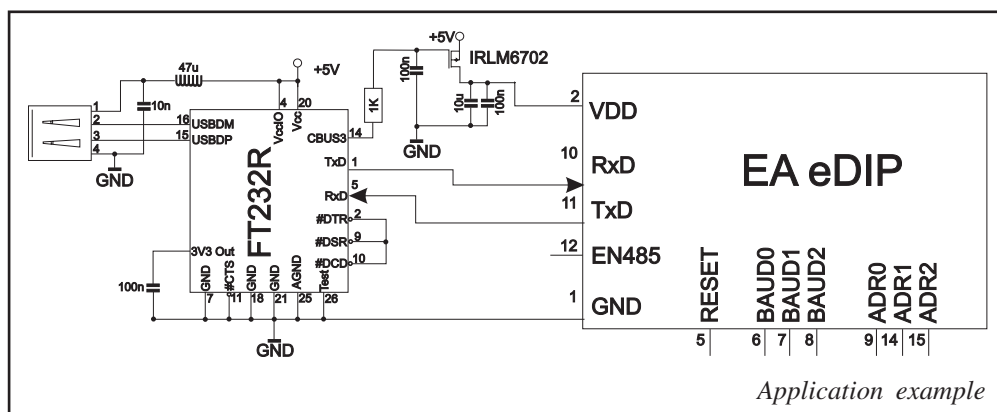 +5V
IRLM6702
47u
+5V
100n
1K
10u
100n
2
VDD
1
2
3
4
10n
16
15
USBDM
USBDP
4
20
VccIO
Vcc
CBUS3
14
GND
GND
TxD
1
10
RxD
EA eDIP
RxD
5
11
TxD
FT232R
#DTR
2
#DSR
9
#DCD
10
12
EN485
3V3 Out
100n
GND
#CTS
GND
GND
AGND
Test
7
11
18
21
25
26
GND
1
GND
RESET
BAUD0
BAUD1
BAUD2
ADR0
ADR1
ADR2
5
6
7
8
9
14
15
Application example